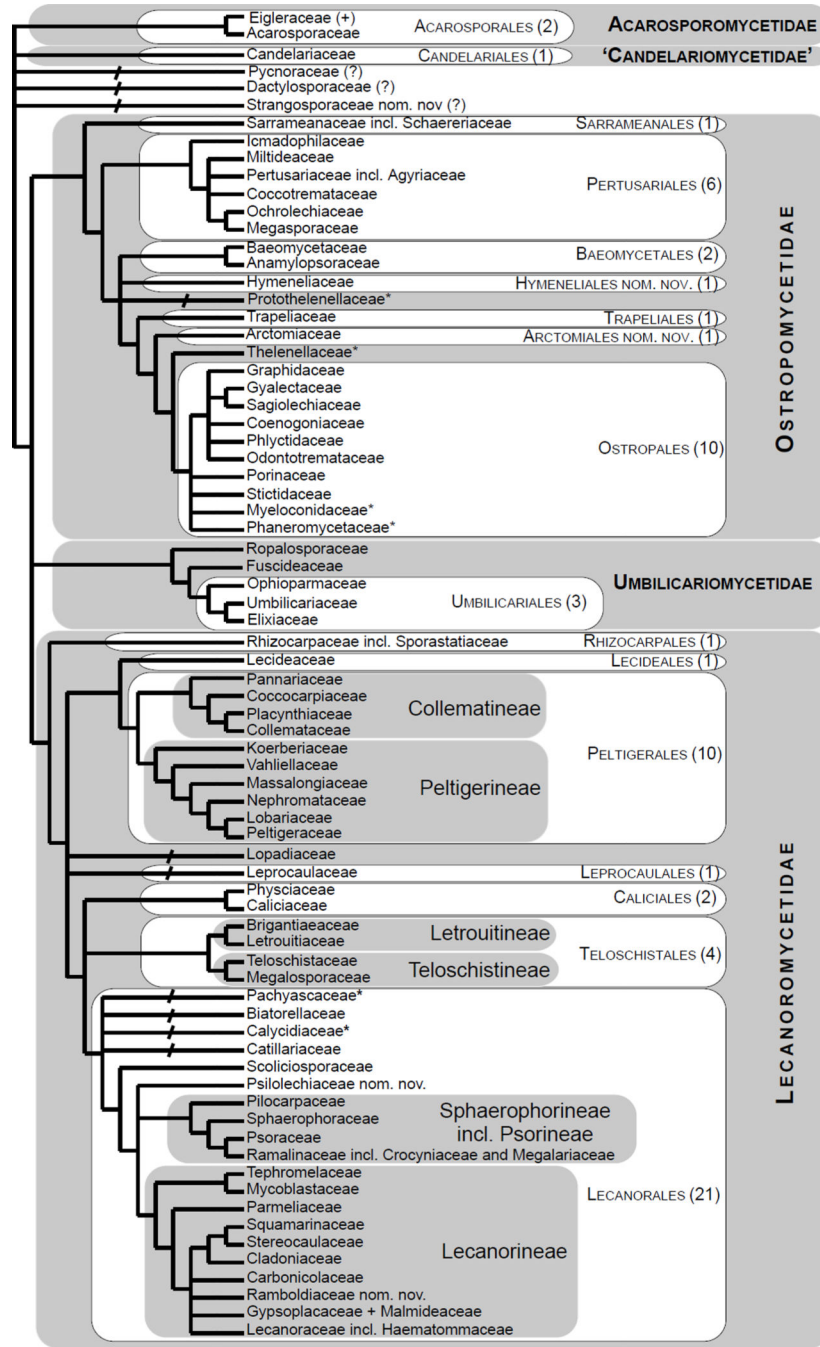 Eigleraceae (+)
Acarosporaceae
ACAROSPORALES (2)
ACAROSPOROMYCETIDAE
Candelariaceae
CANDELARIALES (1)
‘CANDELARIOMYCETIDAE’
Pycnoraceae (?)
Dactylosporaceae (?)
Strangosporaceae nom. nov (?)
Sarrameanaceae incl. Schaereriaceae
SARRAMEANALES (1)
Icmadophilaceae
Miltideaceae
Pertusariaceae incl. Agyriaceae
Coccotremataceae
Ochrolechiaceae
Megasporaceae
PERTUSARIALES (6)
Baeomycetaceae
Anamylopsoraceae
BAEOMYCETALES (2)
Hymeneliaceae
HYMENELIALES NOM. NOV. (1)
Protothelenellaceae*
Trapeliaceae
TRAPELIALES (1)
Arctomiaceae
ARCTOMIALES NOM. NOV. (1)
Thelenellaceae*
Graphidaceae
Gyalectaceae
Sagiolechiaceae
Coenogoniaceae
Phlyctidaceae
Odontotremataceae
Porinaceae
Stictidaceae
Myeloconidaceae*
Phaneromycetaceae*
OSTROPALES (10)
OSTROPOMYCETIDAE
Ropalosporaceae
Fuscideaceae
Ophioparmaceae
Umbilicariaceae
Elixiaceae
UMBILICARIALES (3)
UMBILICARIOMYCETIDAE
Rhizocarpaceae incl. Sporastatiaceae
RHIZOCARPALES (1)
Lecideaceae
LECIDEALES (1)
Pannariaceae
Coccocarpiaceae
Placynthiaceae
Collemataceae
Collematineae
Koerberiaceae
Vahliellaceae
Massalongiaceae
Nephromataceae
Lobariaceae
Peltigeraceae
Peltigerineae
PELTIGERALES (10)
Lopadiaceae
Leprocaulaceae
LEPROCAULALES (1)
Physciaceae
Caliciaceae
CALICIALES (2)
Brigantiaeaceae
Letrouitiaceae
Letrouitineae
Teloschistaceae
Megalosporaceae
Teloschistineae
TELOSCHISTALES (4)
Pachyascaceae*
Biatorellaceae
Calycidiaceae*
Catillariaceae
Scoliciosporaceae
Psilolechiaceae nom. nov.
Pilocarpaceae
Sphaerophoraceae
Psoraceae
Ramalinaceae incl. Crocyniaceae and Megalariaceae
Sphaerophorineae
incl. Psorineae
Tephromelaceae
Mycoblastaceae
Parmeliaceae
Squamarinaceae
Stereocaulaceae
Cladoniaceae
Carbonicolaceae
Ramboldiaceae nom. nov.
Gypsoplacaceae + Malmideaceae
Lecanoraceae incl. Haematommaceae
Lecanorineae
LECANORALES (21)
LECANOROMYCETIDAE